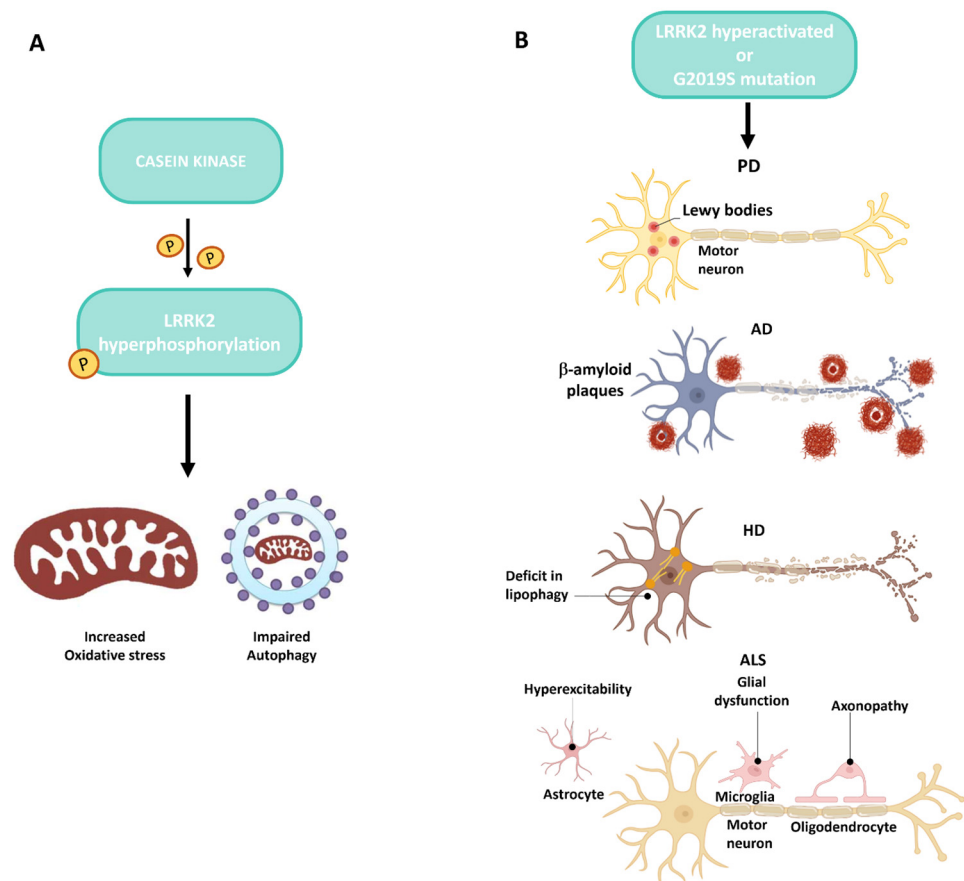 A
CASEIN KINASE
P
P
LRRK2
hyperphosphorylation
P
Increased
Oxidative stress
Impaired
Autophagy
B
LRRK2 hyperactivated
or
G2019S mutation
PD
Lewy bodies
Motor
neuron
AD
β-amyloid
plaques
HD
Deficit in
lipophagy
ALS
Hyperexcitability
Glial
dysfunction
Axonopathy
Astrocyte
Microglia
Motor
neuron
Oligodendrocyte